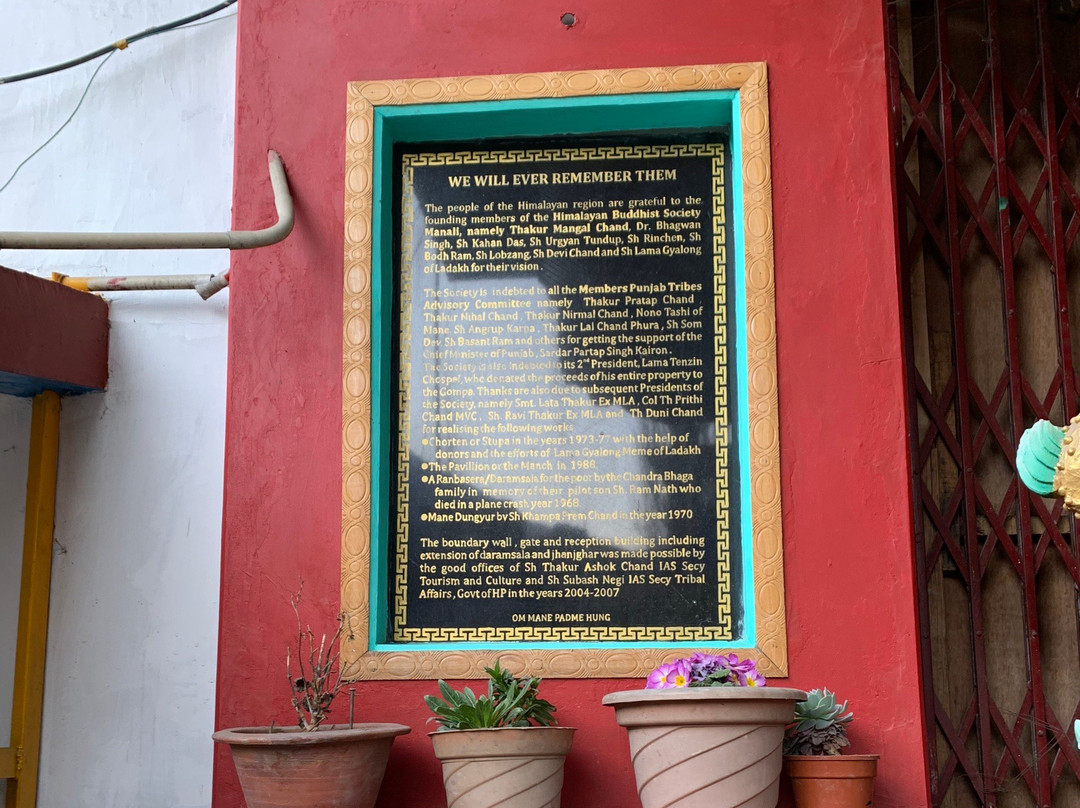 WE WILL EVER REMEMBER THEM
The people of the Himalayan region are grateful to the
founding members of the Himalayan Buddhist Society
Manali, namely Thakur Mangal Chand, Dr. Bhagwan
Singh, Sh Kahan Das, Sh Urgyan Tundup, Sh Rinchen, Sh
Bodh Ram, Sh Lobzang, Sh Devi Chand and Sh Lama Gyalong
of Ladakh for their vision.
The Society is indebted to all the Members Punjab Tribes
Advisory Committee namely Thakur Pratap Chand,
Thakur Nihal Chand, Thakur Nirmal Chand, Nono Tashi of
Mane, Sh Angrup Karpa, Thakur Lal Chand Phura, Sh Som
Dev, Sh Basant Ram and others for getting the support of the
Chief Minister of Punjab, Sardar Partap Singh Kairon.
The Society is also indebted to its 2nd President, Lama Tenzin
Chospel, who donated the proceeds of his entire property to
the Gompa. Thanks are also due to subsequent Presidents of
the Society, namely Smt. Lata Thakur Ex MLA, Col Th Prithi
Chand MVC, Sh. Ravi Thakur Ex MLA and Th Duni Chand
for realising the following works
●Chorten or Stupa in the years 1973-77 with the help of
donors and the efforts of Lama Gyalong Meme of Ladakh
●The Pavillion or the Manch in 1988.
●A Ranbasera/Daramsala for the poor by the Chandra Bhaga
family in memory of their pilot son Sh. Ram Nath who
died in a plane crash year 1968.
●Mane Dungyur by Sh Khampa Prem Chand in the year 1970
The boundary wall, gate and reception building including
extension of daramsala and jhanjghar was made possible by
the good offices of Sh Thakur Ashok Chand IAS Secy
Tourism and Culture and Sh Subash Negi IAS Secy Tribal
Affairs, Govt of HP in the years 2004-2007
OM MANE PADME HUNG